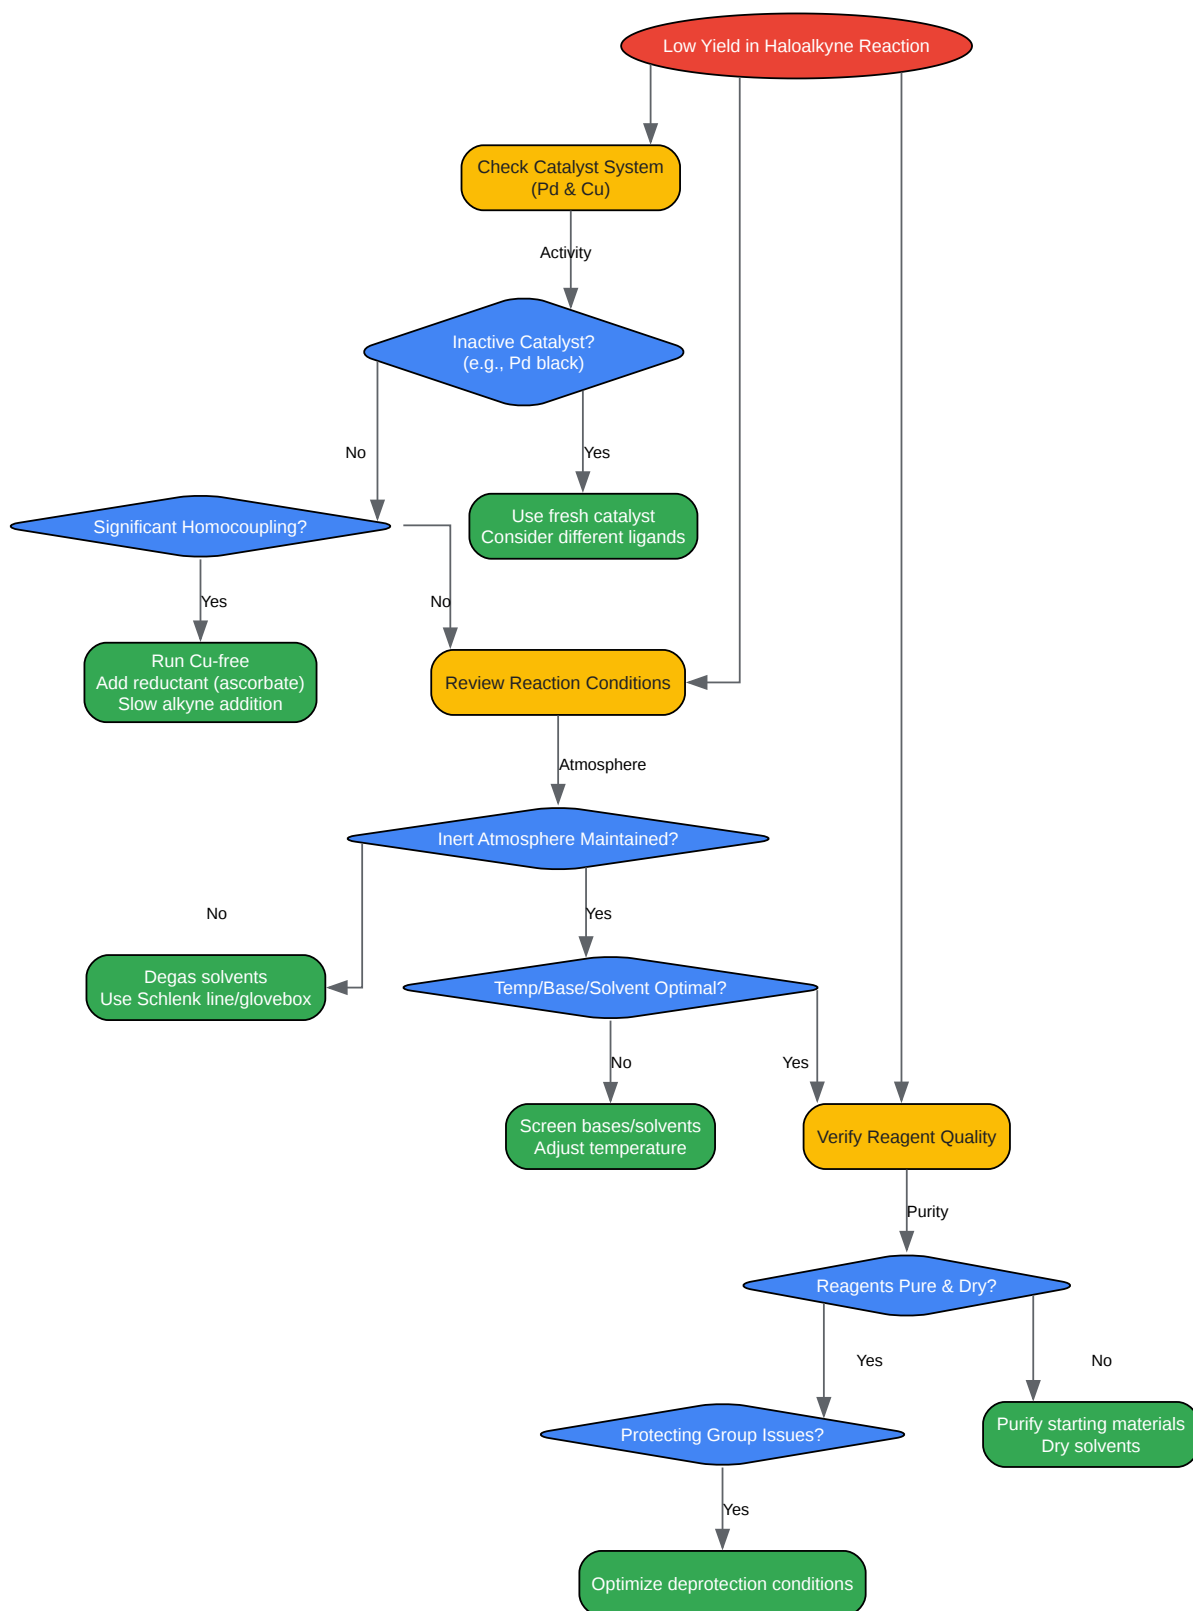 Low Yield in Haloalkyne Reaction
Check Catalyst System
(Pd & Cu)
Activity
Inactive Catalyst?
(e.g., Pd black)
No
Yes
Significant Homocoupling?
Use fresh catalyst
Consider different ligands
Yes
No
Run Cu-free
Add reductant (ascorbate)
Slow alkyne addition
Review Reaction Conditions
Atmosphere
Inert Atmosphere Maintained?
No
Yes
Degas solvents
Use Schlenk line/glovebox
Temp/Base/Solvent Optimal?
No
Yes
Screen bases/solvents
Adjust temperature
Verify Reagent Quality
Purity
Reagents Pure & Dry?
Yes
No
Protecting Group Issues?
Purify starting materials
Dry solvents
Yes
Optimize deprotection conditions